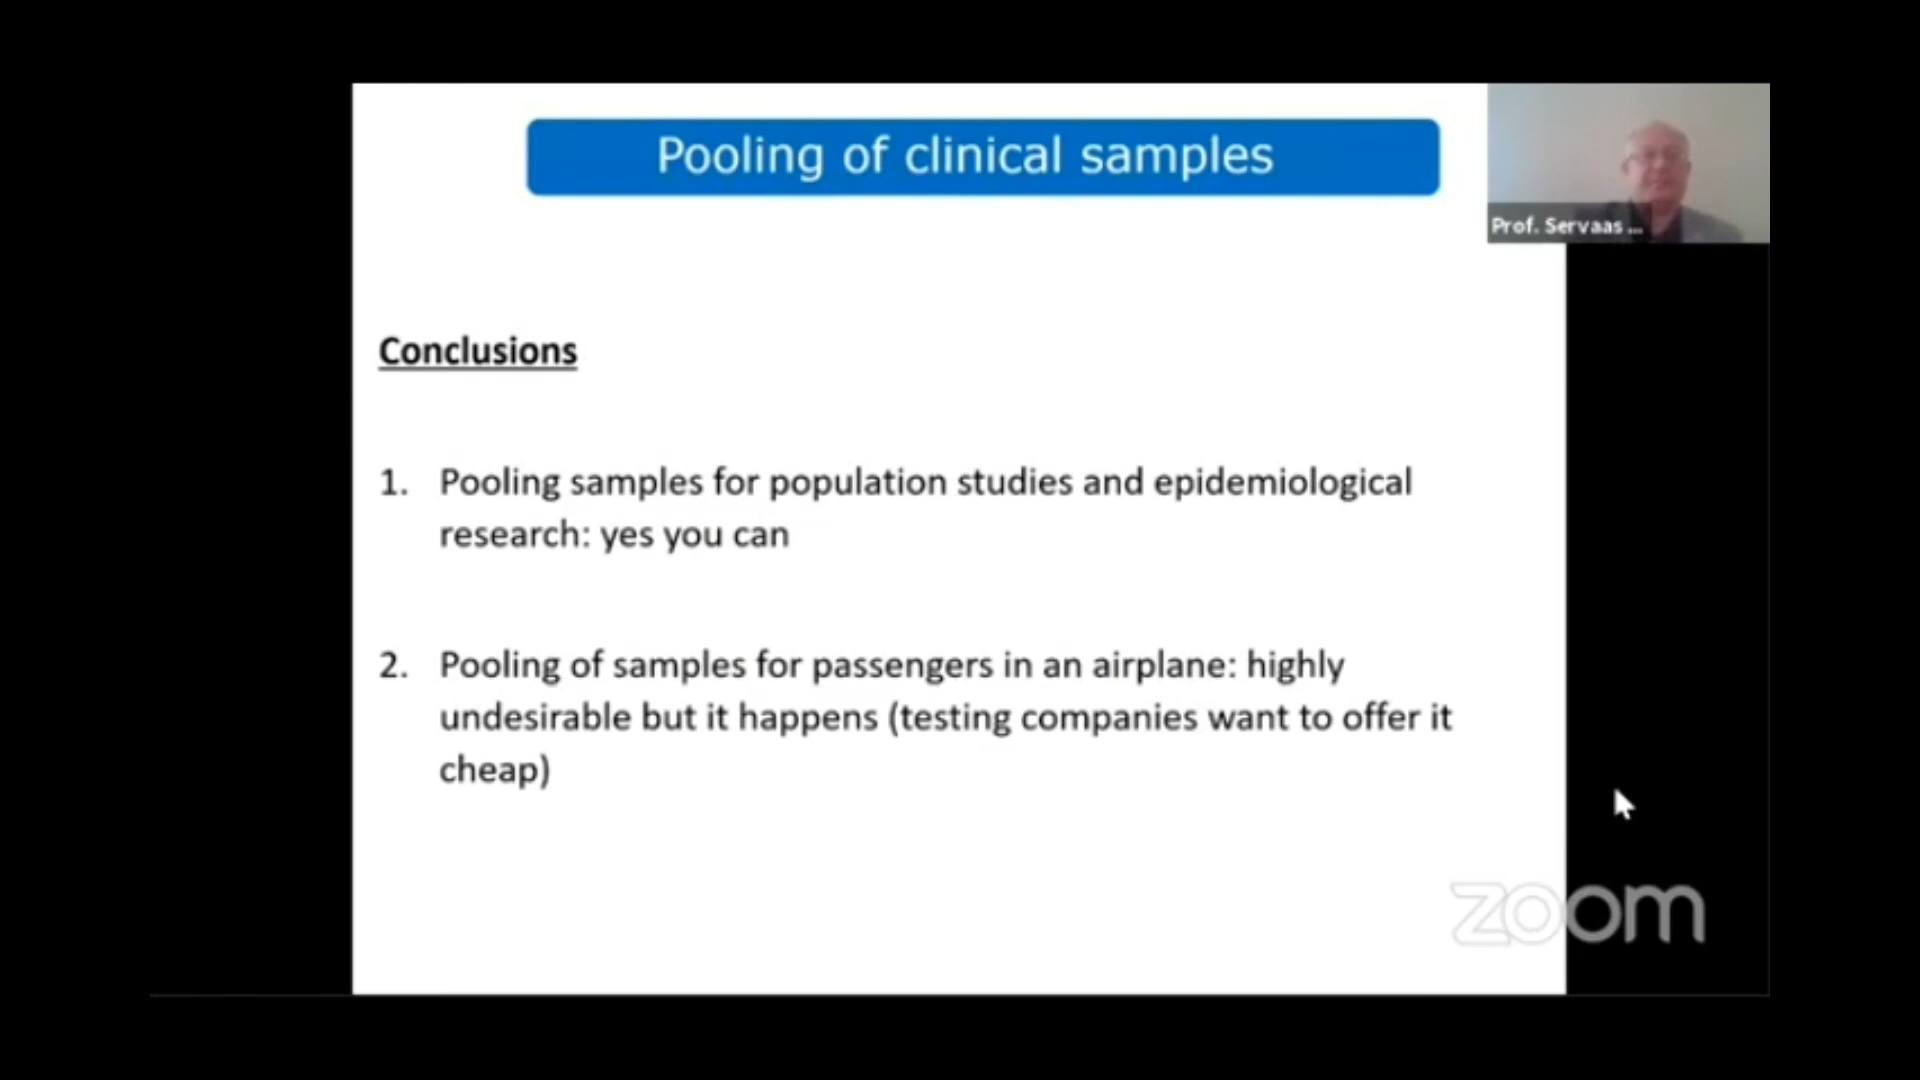 Pooling of clinical samples
Prof. Servaas ...
Conclusions
1. Pooling samples for population studies and epidemiological
research: yes you can
2. Pooling of samples for passengers in an airplane: highly
undesirable but it happens (testing companies want to offer it
cheap)
zoom